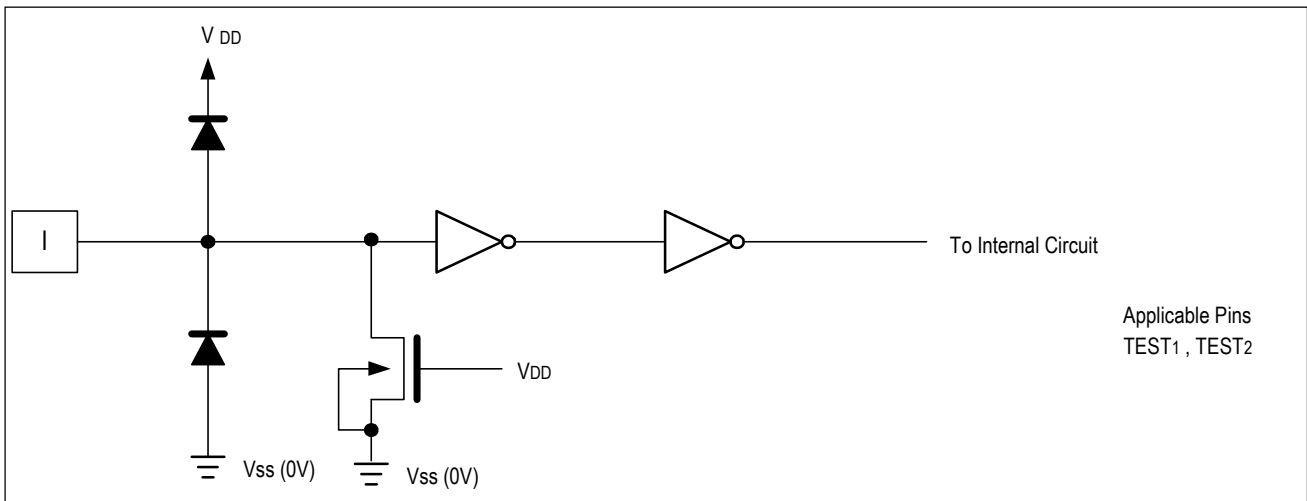 V DD
I
To Internal Circuit
Applicable Pins
TEST1 , TEST2
VDD
Vss (0V)
Vss (0V)